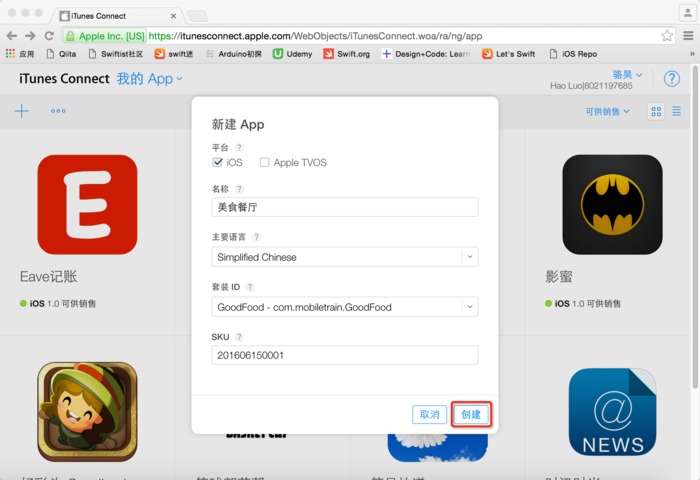 iTunes Connect
Apple Inc. [US] https://itunesconnect.apple.com/WebObjects/iTunesConnect.woa/ra/ng/app
应用 Qiita Swiftist社区 swift迷 Arduino初探 Udemy Swift.org Design+Code: Learn Let's Swift iOS Repo »
iTunes Connect 我的 App
骆昊
Hao Luo|8021197685
?
可供销售
新建 App
平台 ?
iOS Apple TVOS
名称 ?
美食餐厅
主要语言 ?
Simplified Chinese
套装 ID ?
GoodFood - com.mobiletrain.GoodFood
SKU ?
201606150001
取消 创建
E
Eave记账
iOS 1.0 可供销售
影蜜
iOS 1.0 可供销售
@
NEWS